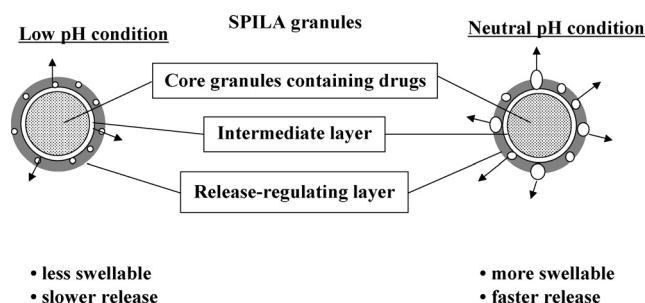 SPILA granules
Low pH condition
Neutral pH condition
Core granules containing drugs
Intermediate layer
Release-regulating layer
• less swellable
• slower release
• more swellable
• faster release